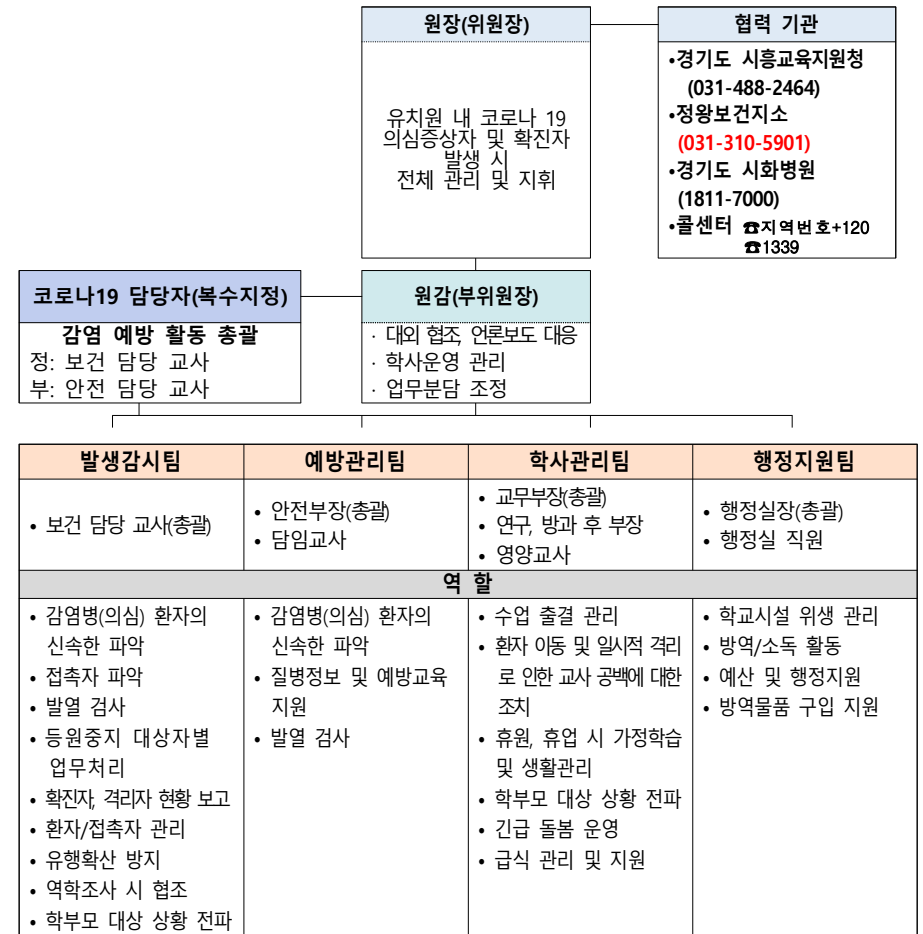 원장(위원장)
유치원 내 코로나 19
의심증상자 및 확진자
발생 시
전체 관리 및 지휘
협력 기관
•경기도 시흥교육지원청
(031-488-2464)
•정왕보건지소
(031-310-5901)
•경기도 시화병원
(1811-7000)
•콜센터 ☎지역번호+120
☎1339
코로나19 담당자(복수지정)
감염 예방 활동 총괄
정: 보건 담당 교사
부: 안전 담당 교사
원감(부위원장)
· 대외 협조, 언론보도 대응
· 학사운영 관리
· 업무분담 조정
발생감시팀
예방관리팀
학사관리팀
행정지원팀
• 보건 담당 교사(총괄)
• 안전부장(총괄)
• 담임교사
• 교무부장(총괄)
• 연구, 방과 후 부장
• 영양교사
• 행정실장(총괄)
• 행정실 직원
역 할
• 감염병(의심) 환자의
신속한 파악
• 접촉자 파악
• 발열 검사
• 등원중지 대상자별
업무처리
• 확진자, 격리자 현황 보고
• 환자/접촉자 관리
• 유행확산 방지
• 역학조사 시 협조
• 학부모 대상 상황 전파
• 감염병(의심) 환자의
신속한 파악
• 질병정보 및 예방교육
지원
• 발열 검사
• 수업 출결 관리
• 환자 이동 및 일시적 격리
로 인한 교사 공백에 대한
조치
• 휴원, 휴업 시 가정학습
및 생활관리
• 학부모 대상 상황 전파
• 긴급 돌봄 운영
• 급식 관리 및 지원
• 학교시설 위생 관리
• 방역/소독 활동
• 예산 및 행정지원
• 방역물품 구입 지원